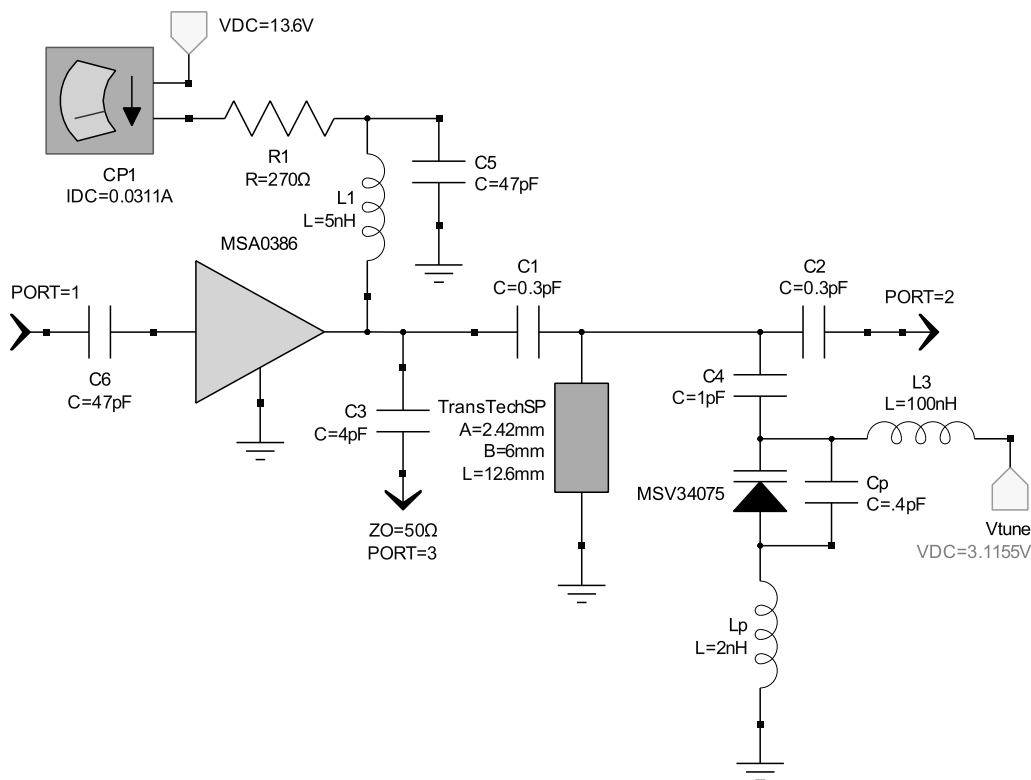 VDC=13.6V
CP1
IDC=0.0311A
R1
R=270Ω
C5
C=47pF
L1
L=5nH
MSA0386
PORT=1
C6
C=47pF
C1
C=0.3pF
C2
C=0.3pF
PORT=2
C3
C=4pF
ZO=50Ω
PORT=3
TransTechSP
A=2.42mm
B=6mm
L=12.6mm
C4
C=1pF
L3
L=100nH
MSV34075
Cp
C=.4pF
Vtune
VDC=3.1155V
Lp
L=2nH